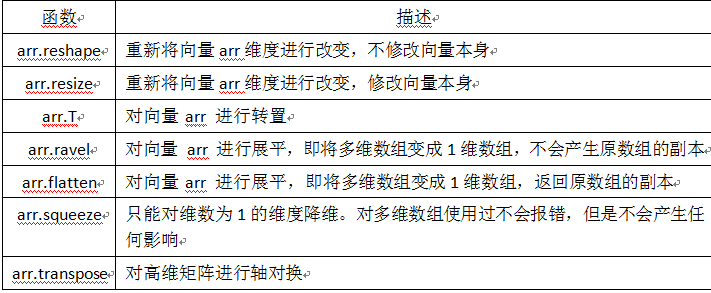 函数 描述
arr.reshape 重新将向量 arr 维度进行改变，不修改向量本身
arr.resize 重新将向量 arr 维度进行改变，修改向量本身
arr.T 对向量 arr 进行转置
arr.ravel 对向量 arr 进行展平，即将多维数组变成 1 维数组，不会产生原数组的副本
arr.flatten 对向量 arr 进行展平，即将多维数组变成 1 维数组，返回原数组的副本
arr.squeeze 只能对维数为 1 的维度降维。对多维数组使用过不会报错，但是不会产生任
何影响
arr.transpose 对高维矩阵进行轴对换